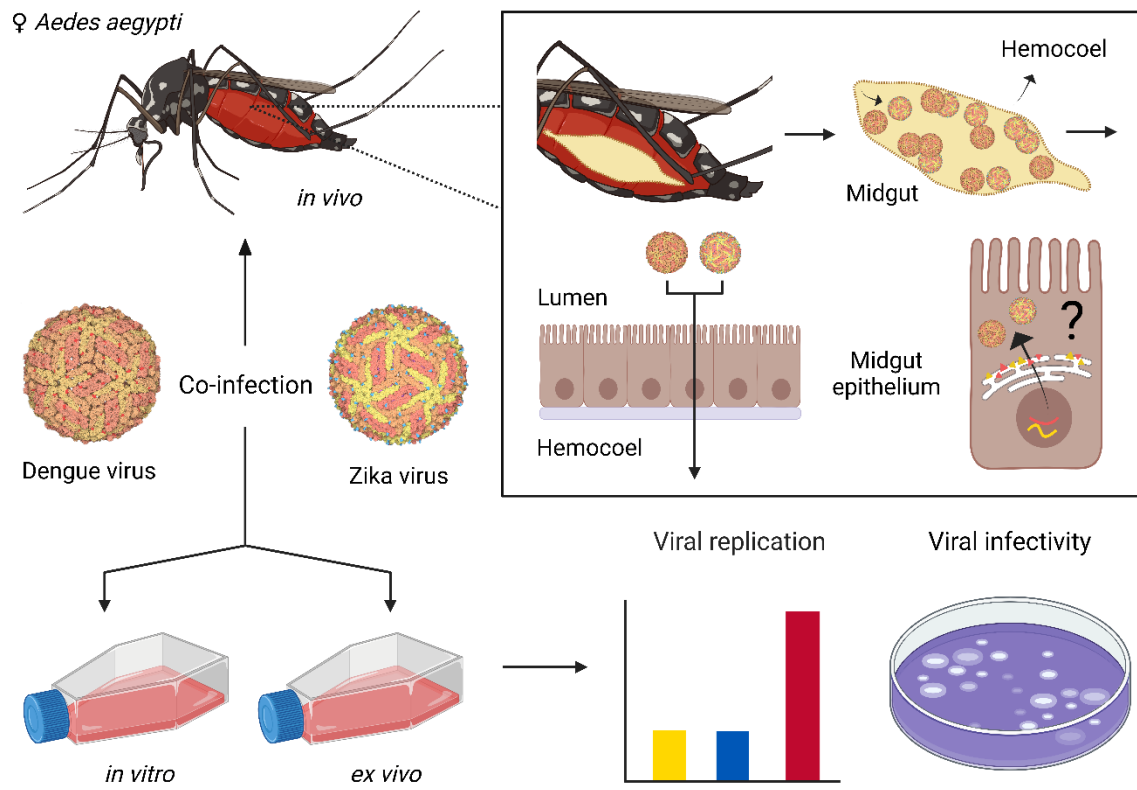 ♀ Aedes aegypti
in vivo
Hemocoel
Midgut
Lumen
Midgut
epithelium
?
Hemocoel
Co-infection
Dengue virus
Zika virus
Viral replication
Viral infectivity
in vitro
ex vivo